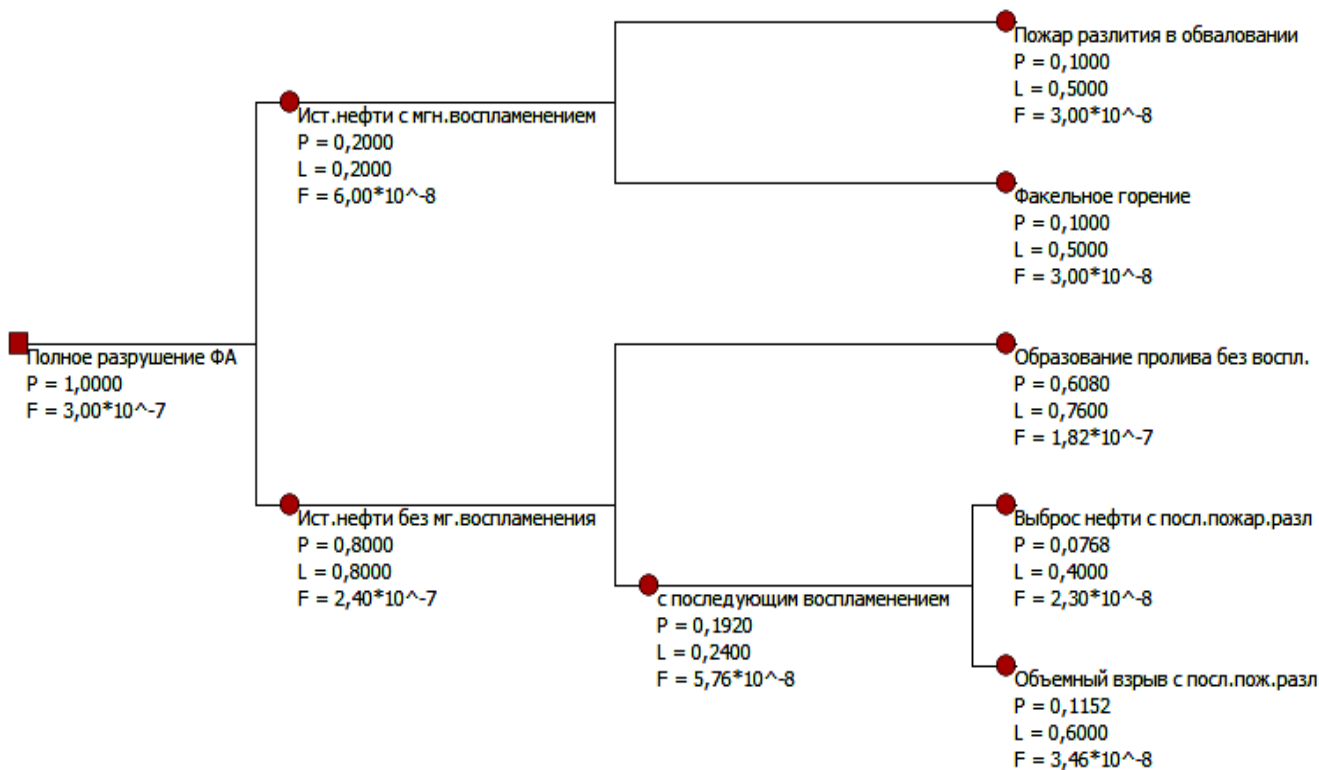 Полное разрушение ФА
P = 1,0000
F = 3,00*10^-7
Ист.нефти с мгн.воспламенением
P = 0,2000
L = 0,2000
F = 6,00*10^-8
Пожар разлития в обваловании
P = 0,1000
L = 0,5000
F = 3,00*10^-8
Факельное горение
P = 0,1000
L = 0,5000
F = 3,00*10^-8
Ист.нефти без мг.воспламенения
P = 0,8000
L = 0,8000
F = 2,40*10^-7
Образование пролива без воспл.
P = 0,6080
L = 0,7600
F = 1,82*10^-7
с последующим воспламенением
P = 0,1920
L = 0,2400
F = 5,76*10^-8
Выброс нефти с посл.пожар.разл
P = 0,0768
L = 0,4000
F = 2,30*10^-8
Объемный взрыв с посл.пож.разл
P = 0,1152
L = 0,6000
F = 3,46*10^-8